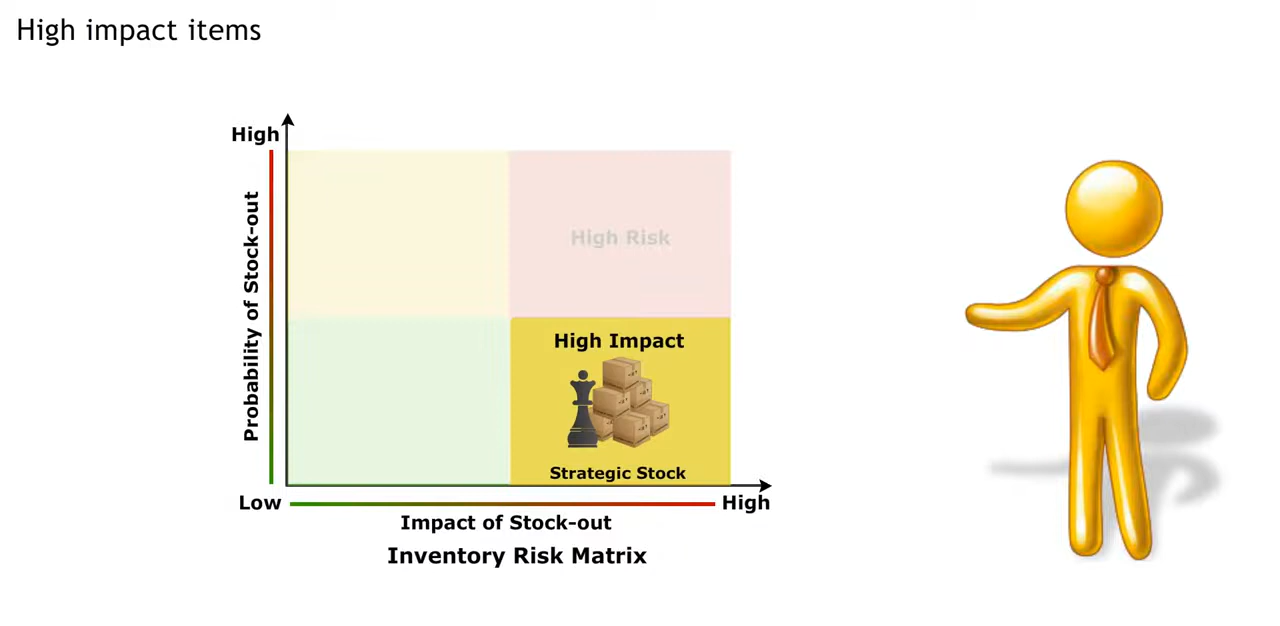 High impact items
High
Probability of Stock-out
High Risk
High Impact
Strategic Stock
Low
High
Impact of Stock-out
Inventory Risk Matrix